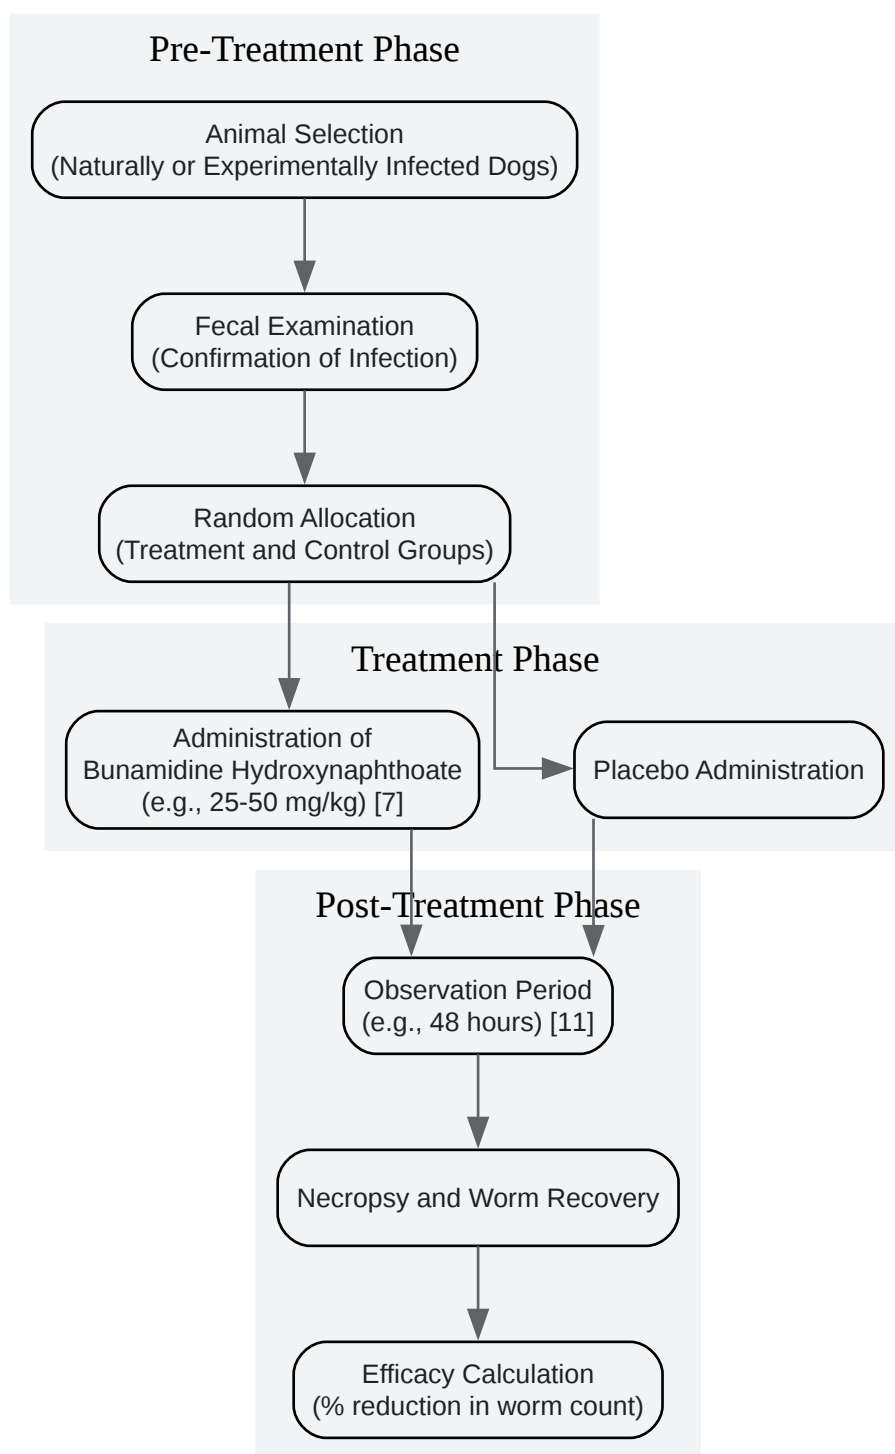 Pre-Treatment Phase
Animal Selection
(Naturally or Experimentally Infected Dogs)
Fecal Examination
(Confirmation of Infection)
Random Allocation
(Treatment and Control Groups)
Treatment Phase
Administration of
Bunamidine Hydroxynaphthoate
(e.g., 25-50 mg/kg) [7]
Placebo Administration
Post-Treatment Phase
Observation Period
(e.g., 48 hours) [11]
Necropsy and Worm Recovery
Efficacy Calculation
(% reduction in worm count)